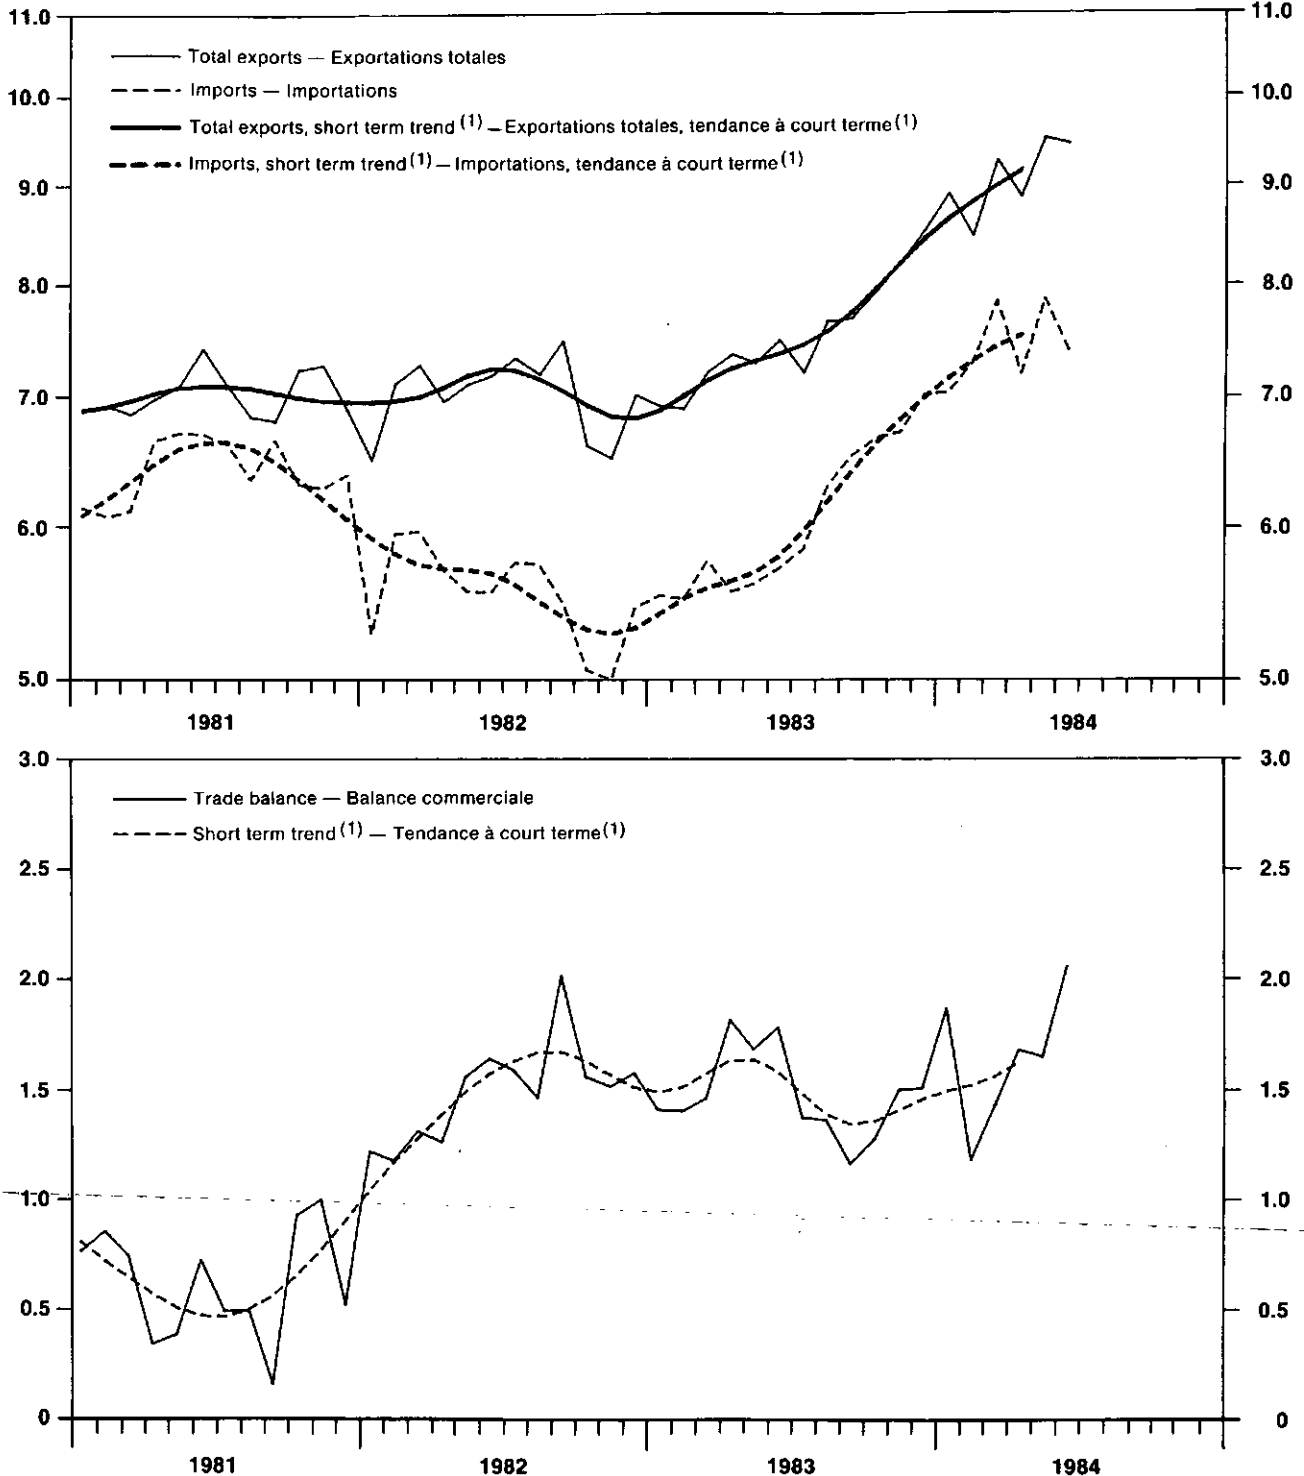 11.0 11.0
Total exports — Exportations totales
Imports — Importations
10.0 10.0
Total exports, short term trend (1) – Exportations totales, tendance à court terme (1)
Imports, short term trend (1) — Importations, tendance à court terme (1)
9.0 9.0
8.0 8.0
7.0 7.0
6.0 6.0
5.0 5.0
1981 1982 1983 1984
3.0 3.0
Trade balance — Balance commerciale
Short term trend (1) — Tendance à court terme (1)
2.5 2.5
2.0 2.0
1.5 1.5
1.0 1.0
0.5 0.5
0 0
1981 1982 1983 1984